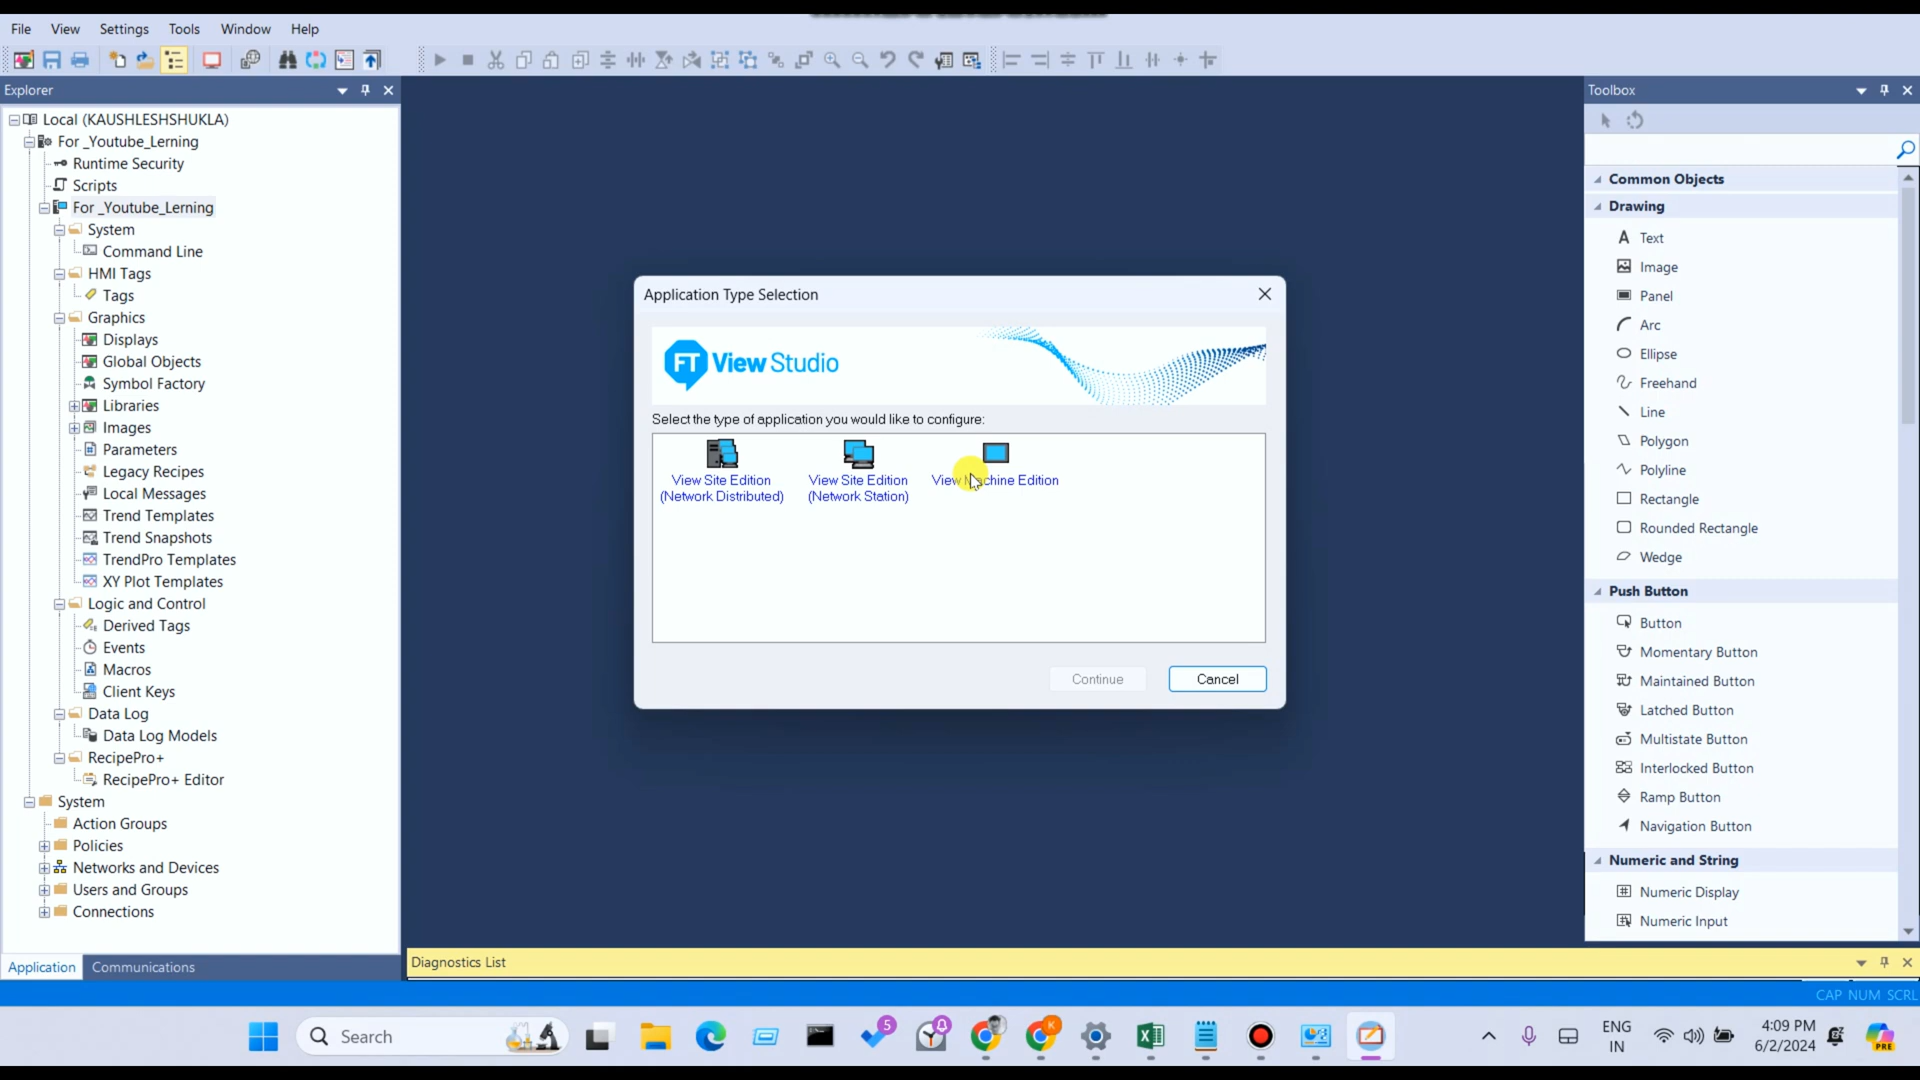 File View Settings Tools Window Help
Explorer
Local (KAUSHLESHSHUKLA)
For _Youtube_Lerning
Runtime Security
Scripts
For _Youtube_Lerning
System
Command Line
HMI Tags
Tags
Graphics
Displays
Global Objects
Symbol Factory
Libraries
Images
Parameters
Legacy Recipes
Local Messages
Trend Templates
Trend Snapshots
TrendPro Templates
XY Plot Templates
Logic and Control
Derived Tags
Events
Macros
Client Keys
Data Log
Data Log Models
RecipePro+
RecipePro+ Editor
System
Action Groups
Policies
Networks and Devices
Users and Groups
Connections
Application Communications
Application Type Selection
FT View Studio
Select the type of application you would like to configure:
View Site Edition
(Network Distributed)
View Site Edition
(Network Station)
View Machine Edition
Continue Cancel
Diagnostics List
Toolbox
Common Objects
Drawing
Text
Image
Panel
Arc
Ellipse
Freehand
Line
Polygon
Polyline
Rectangle
Rounded Rectangle
Wedge
Push Button
Button
Momentary Button
Maintained Button
Latched Button
Multistate Button
Interlocked Button
Ramp Button
Navigation Button
Numeric and String
Numeric Display
Numeric Input
CAP NUM SCRL
Search
5
K
ENG
IN
4:09 PM
6/2/2024
PRE